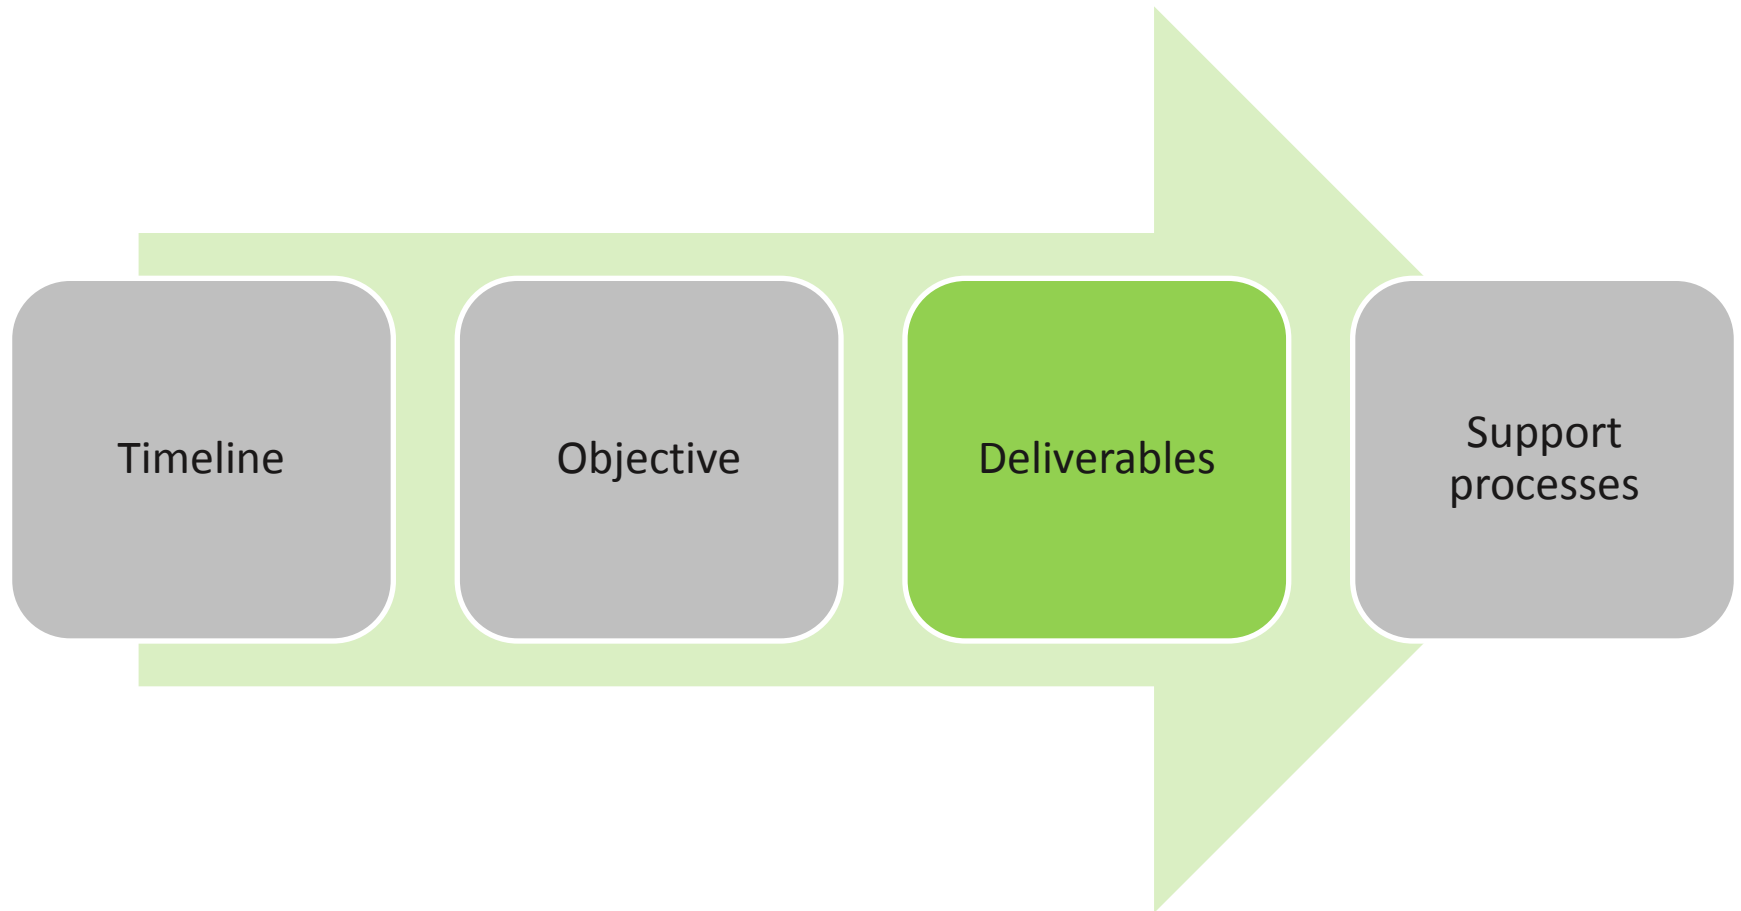 Timeline
Objective
Deliverables
Support
processes